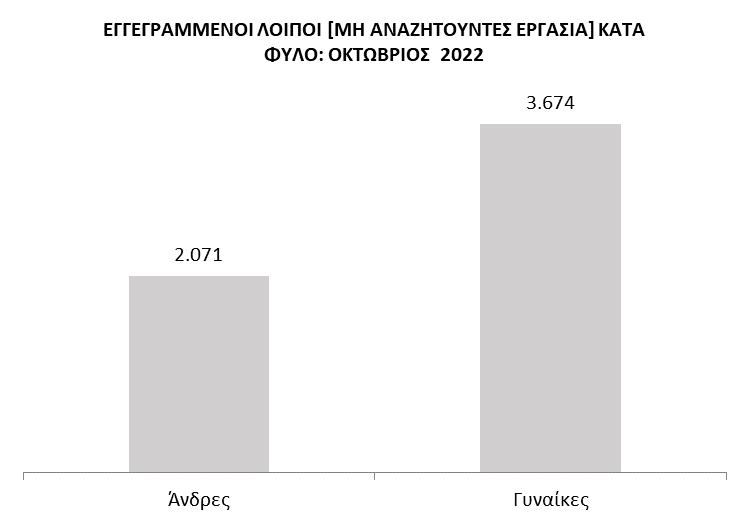 ΕΓΓΕΓΡΑΜΜΕΝΟΙ ΛΟΙΠΟΙ [ΜΗ ΑΝΑΖΗΤΟΥΝΤΕΣ ΕΡΓΑΣΙΑ] ΚΑΤΑ
ΦΥΛΟ: ΟΚΤΩΒΡΙΟΣ 2022
3.674
2.071
Άνδρες
Γυναίκες